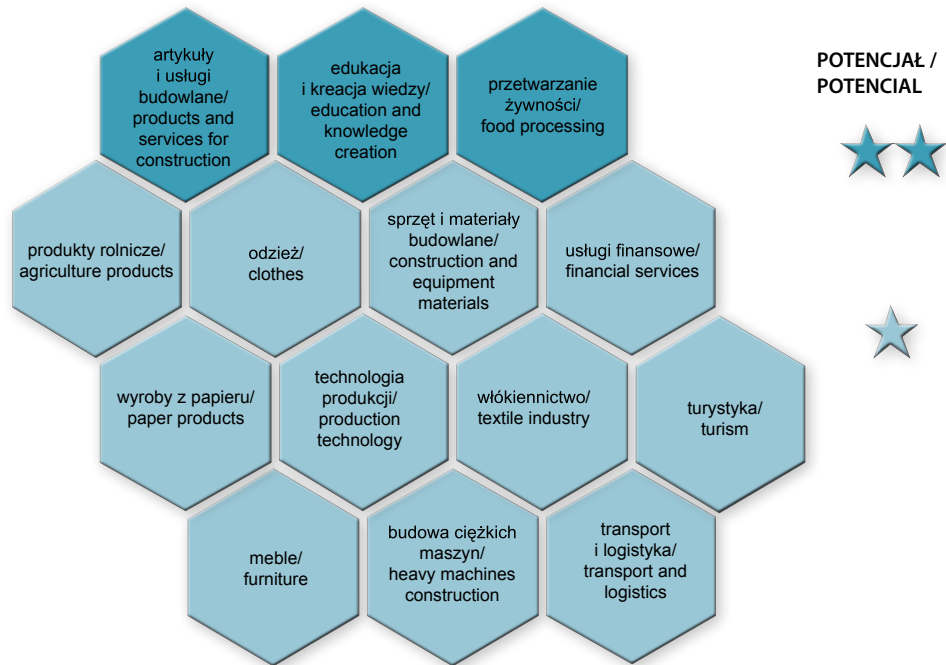 artykuły
i usługi
budowlane/
products and
services for
construction
edukacja
i kreacja wiedzy/
education and
knowledge
creation
przetwarzanie
żywności/
food processing
POTENCJAŁ /
POTENCIAL
produkty rolnicze/
agriculture products
odzież/
clothes
sprzęt i materiały
budowlane/
construction and
equipment
materials
usługi finansowe/
financial services
wyroby z papieru/
paper products
technologia
produkcji/
production
technology
włókiennictwo/
textile industry
turystyka/
turism
meble/
furniture
budowa ciężkich
maszyn/
heavy machines
construction
transport
i logistyka/
transport and
logistics